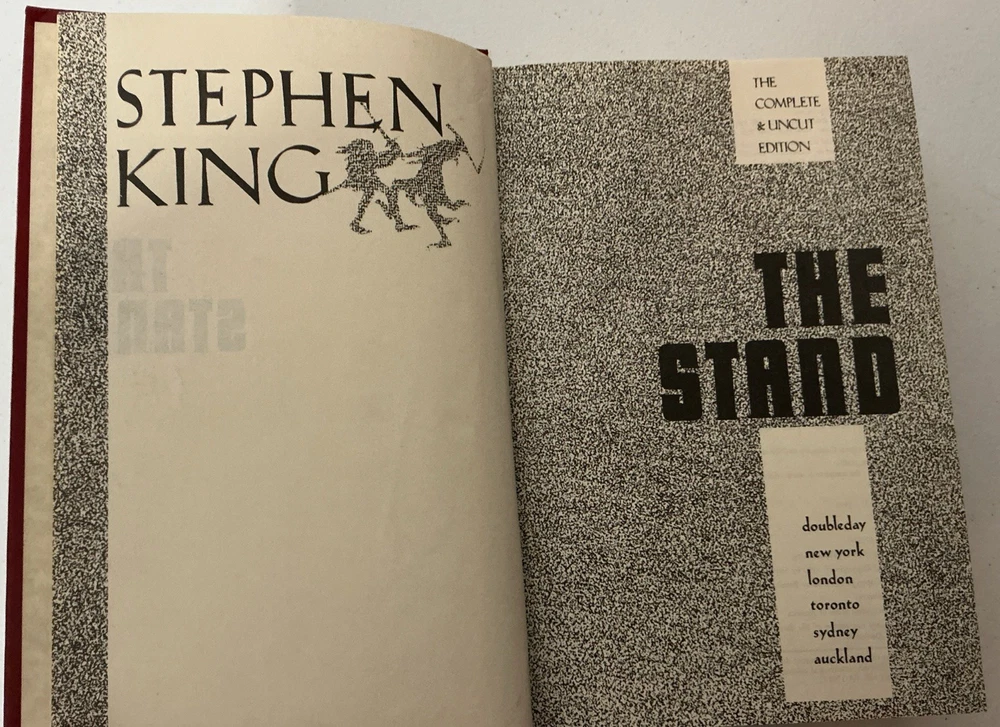 STEPHEN
KING
THE
COMPLETE
& UNCUT
EDITION
THE
STAND
doubleday
new york
london
toronto
sydney
auckland